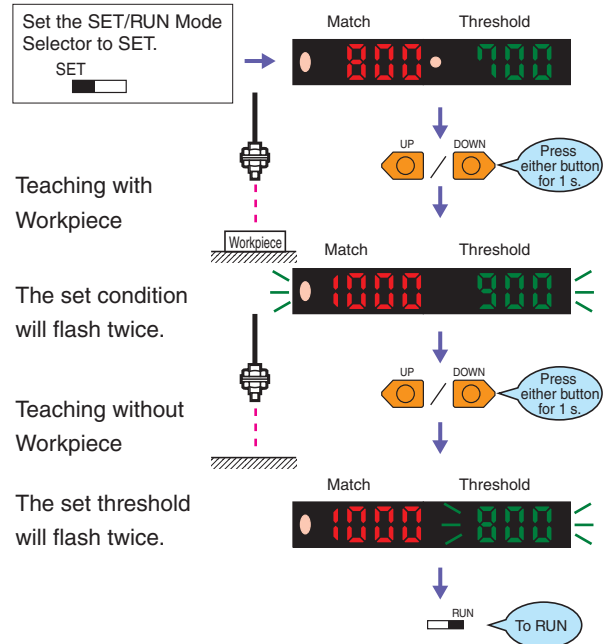 Set the SET/RUN Mode
Selector to SET.
SET
Match Threshold
800 700
UP DOWN
/
Press
either button
for 1 s.
Teaching with
Workpiece
Workpiece
Match Threshold
1000 900
The set condition
will flash twice.
UP DOWN
/
Press
either button
for 1 s.
Teaching without
Workpiece
Match Threshold
1000 800
The set threshold
will flash twice.
RUN
To RUN